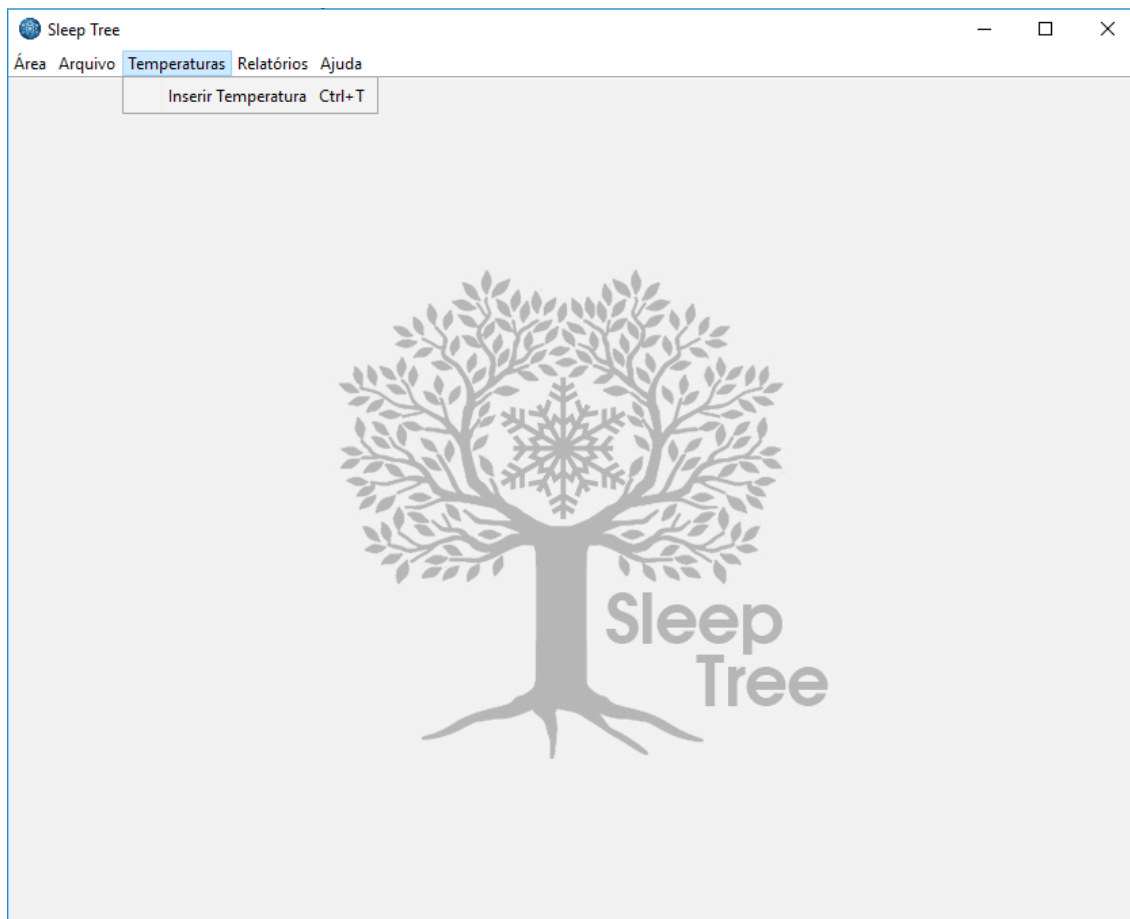 Sleep Tree
Área Arquivo Temperaturas Relatórios Ajuda
Inserir Temperatura Ctrl+T
Sleep
Tree